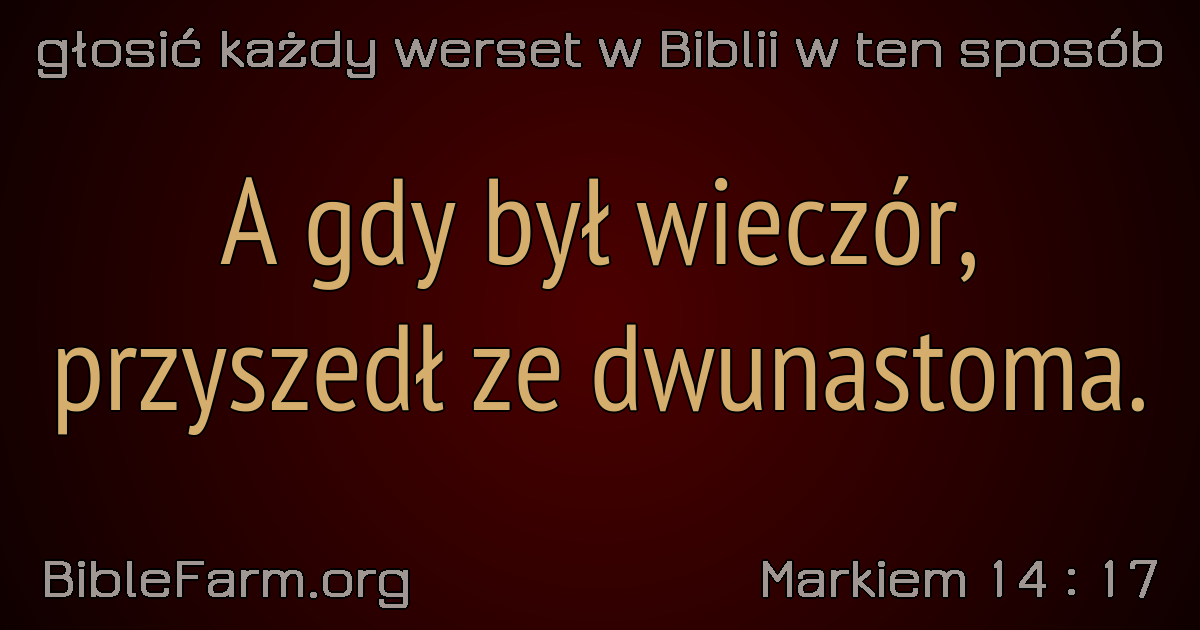 głosić każdy werset w Biblii w ten sposób
A gdy był wieczór,
przyszedł ze dwunastoma.
BibleFarm.org
Markiem 14 : 17